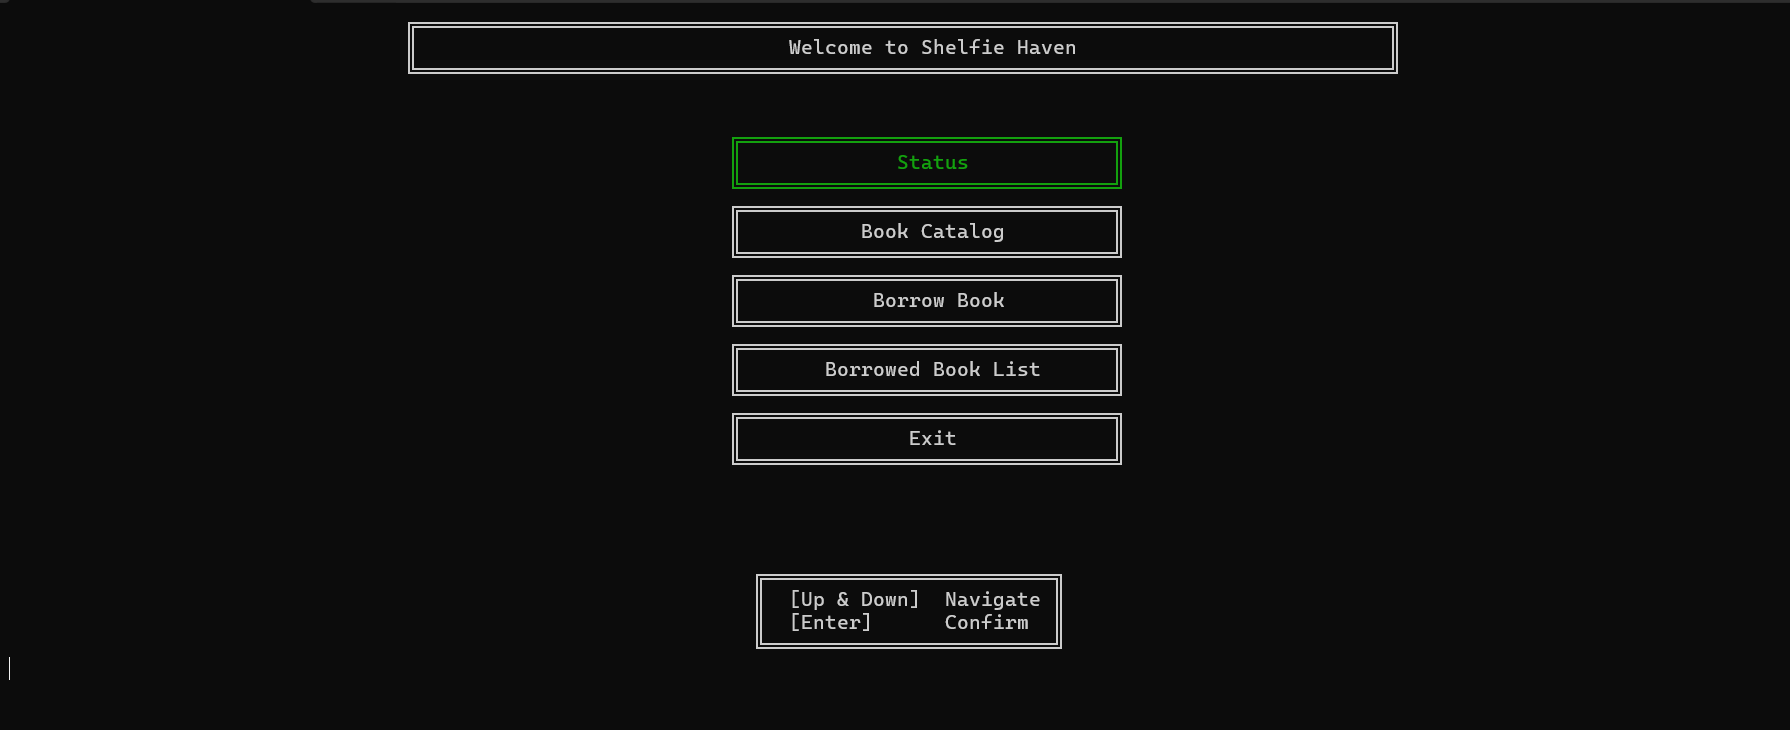 Welcome to Shelfie Haven
Status
Book Catalog
Borrow Book
Borrowed Book List
Exit
[Up & Down]  Navigate
[Enter]      Confirm